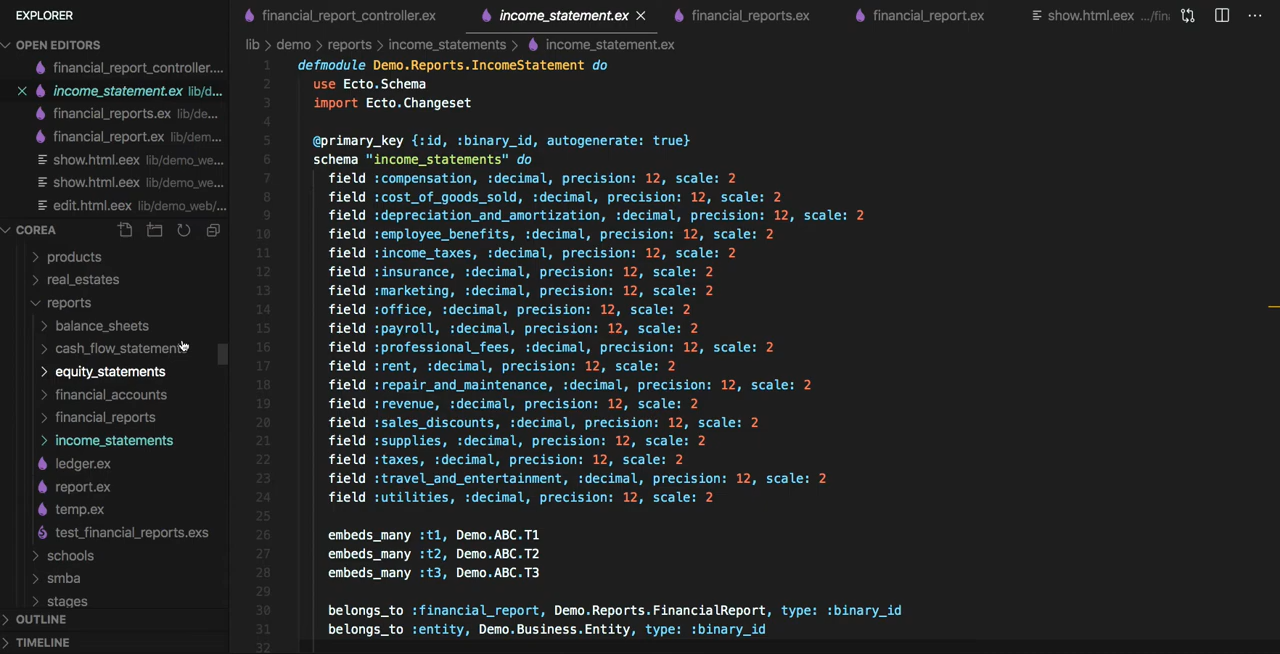 EXPLORER
OPEN EDITORS
financial_report_controller....
income_statement.ex lib/d...
financial_reports.ex lib/de...
financial_report.ex lib/dem...
show.html.eex lib/demo_we...
show.html.eex lib/demo_we...
edit.html.eex lib/demo_web/...
COREA
products
real_estates
reports
balance_sheets
cash_flow_statements
equity_statements
financial_accounts
financial_reports
income_statements
ledger.ex
report.ex
temp.ex
test_financial_reports.exs
schools
smba
stages
OUTLINE
TIMELINE
financial_report_controller.ex
income_statement.ex
financial_reports.ex
financial_report.ex
show.html.eex .../fin
lib > demo > reports > income_statements > income_statement.ex
1 defmodule Demo.Reports.IncomeStatement do
2 use Ecto.Schema
3 import Ecto.Changeset
4
5 @primary_key {:id, :binary_id, autogenerate: true}
6 schema "income_statements" do
7 field :compensation, :decimal, precision: 12, scale: 2
8 field :cost_of_goods_sold, :decimal, precision: 12, scale: 2
9 field :depreciation_and_amortization, :decimal, precision: 12, scale: 2
10 field :employee_benefits, :decimal, precision: 12, scale: 2
11 field :income_taxes, :decimal, precision: 12, scale: 2
12 field :insurance, :decimal, precision: 12, scale: 2
13 field :marketing, :decimal, precision: 12, scale: 2
14 field :office, :decimal, precision: 12, scale: 2
15 field :payroll, :decimal, precision: 12, scale: 2
16 field :professional_fees, :decimal, precision: 12, scale: 2
17 field :rent, :decimal, precision: 12, scale: 2
18 field :repair_and_maintenance, :decimal, precision: 12, scale: 2
19 field :revenue, :decimal, precision: 12, scale: 2
20 field :sales_discounts, :decimal, precision: 12, scale: 2
21 field :supplies, :decimal, precision: 12, scale: 2
22 field :taxes, :decimal, precision: 12, scale: 2
23 field :travel_and_entertainment, :decimal, precision: 12, scale: 2
24 field :utilities, :decimal, precision: 12, scale: 2
25
26 embeds_many :t1, Demo.ABC.T1
27 embeds_many :t2, Demo.ABC.T2
28 embeds_many :t3, Demo.ABC.T3
29
30 belongs_to :financial_report, Demo.Reports.FinancialReport, type: :binary_id
31 belongs_to :entity, Demo.Business.Entity, type: :binary_id
32